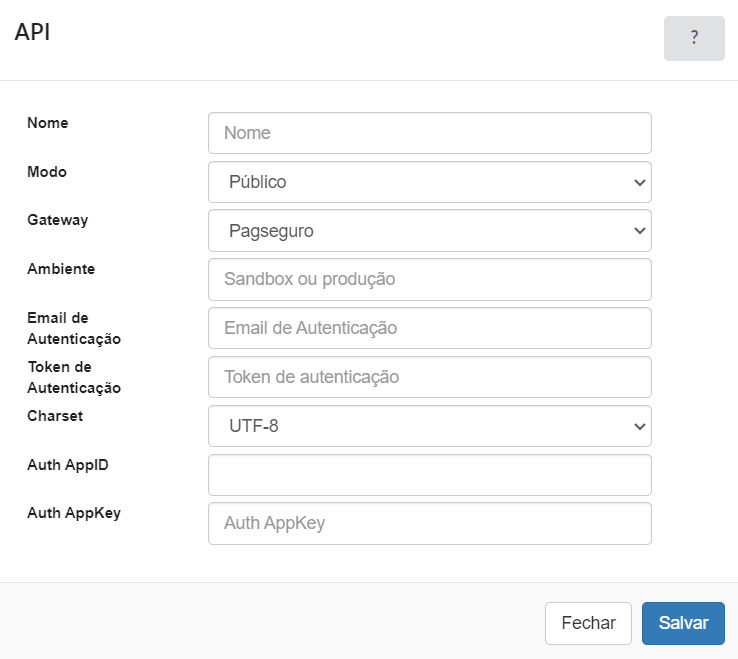 API
?
Nome
Nome
Modo
Público
Gateway
Pagseguro
Ambiente
Sandbox ou produção
Email de
Autenticação
Email de Autenticação
Token de
Autenticação
Token de autenticação
Charset
UTF-8
Auth AppID
Auth AppKey
Auth AppKey
Fechar
Salvar